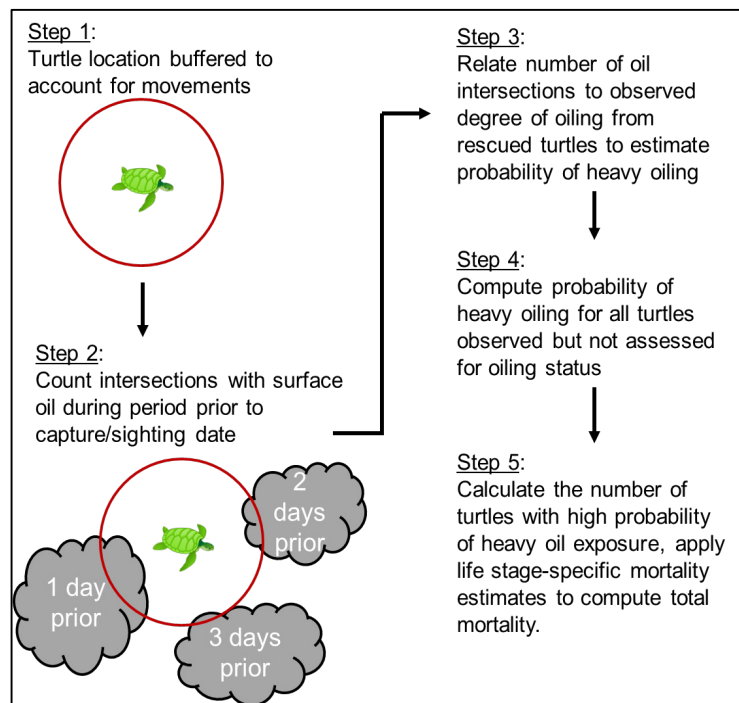 Step 1:
Turtle location buffered to
account for movements
Step 2:
Count intersections with surface
oil during period prior to
capture/sighting date
2
days
prior
1 day
prior
3 days
prior
Step 3:
Relate number of oil
intersections to observed
degree of oiling from
rescued turtles to estimate
probability of heavy oiling
Step 4:
Compute probability of
heavy oiling for all turtles
observed but not assessed
for oiling status
Step 5:
Calculate the number of
turtles with high probability
of heavy oil exposure, apply
life stage-specific mortality
estimates to compute total
mortality.